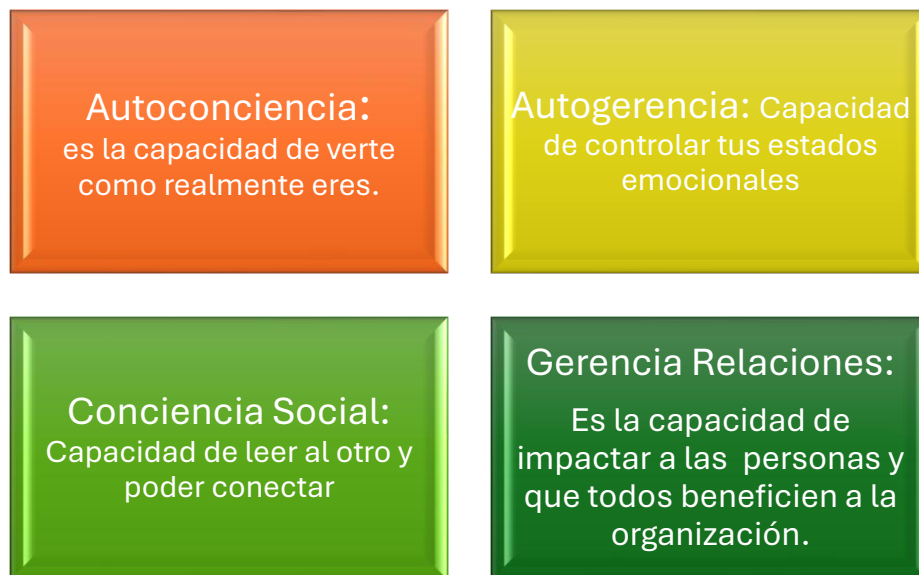 Autoconciencia:
es la capacidad de verte
como realmente eres.
Autogerencia: Capacidad
de controlar tus estados
emocionales
Conciencia Social:
Capacidad de leer al otro y
poder conectar
Gerencia Relaciones:
Es la capacidad de
impactar a las personas y
que todos beneficien a la
organización.